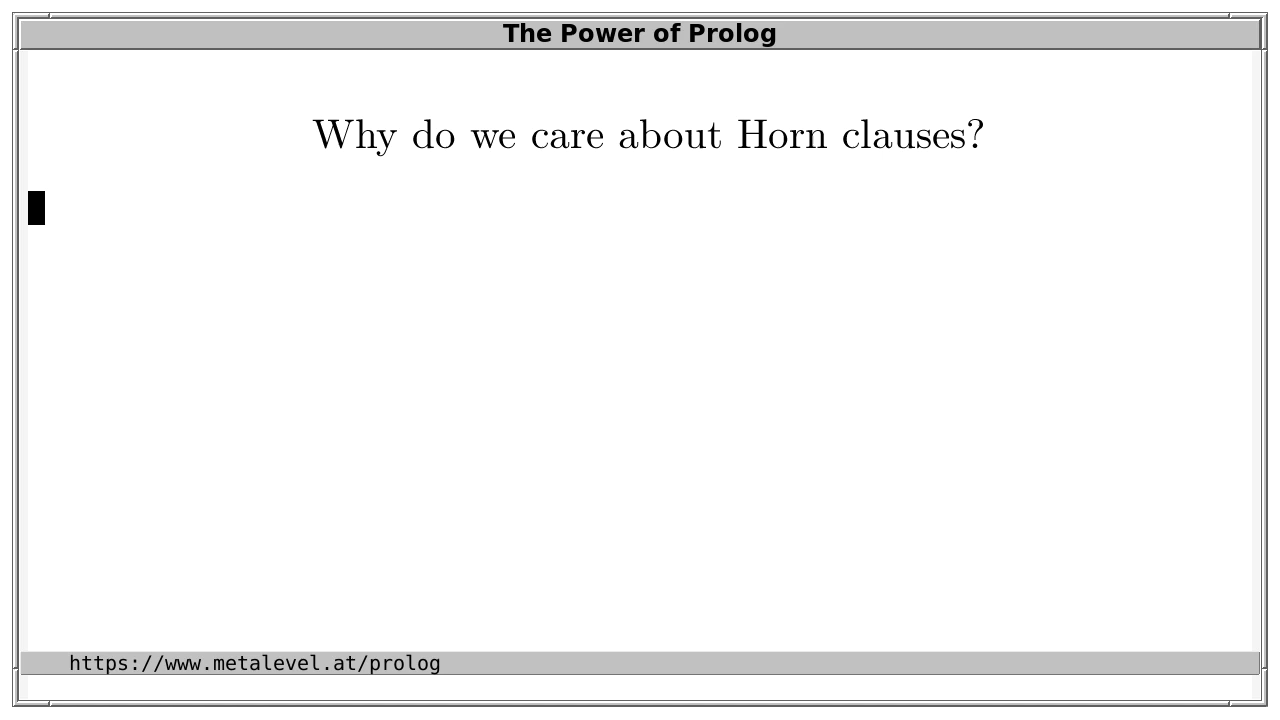 The Power of Prolog
Why do we care about Horn clauses?
https://www.metalevel.at/prolog